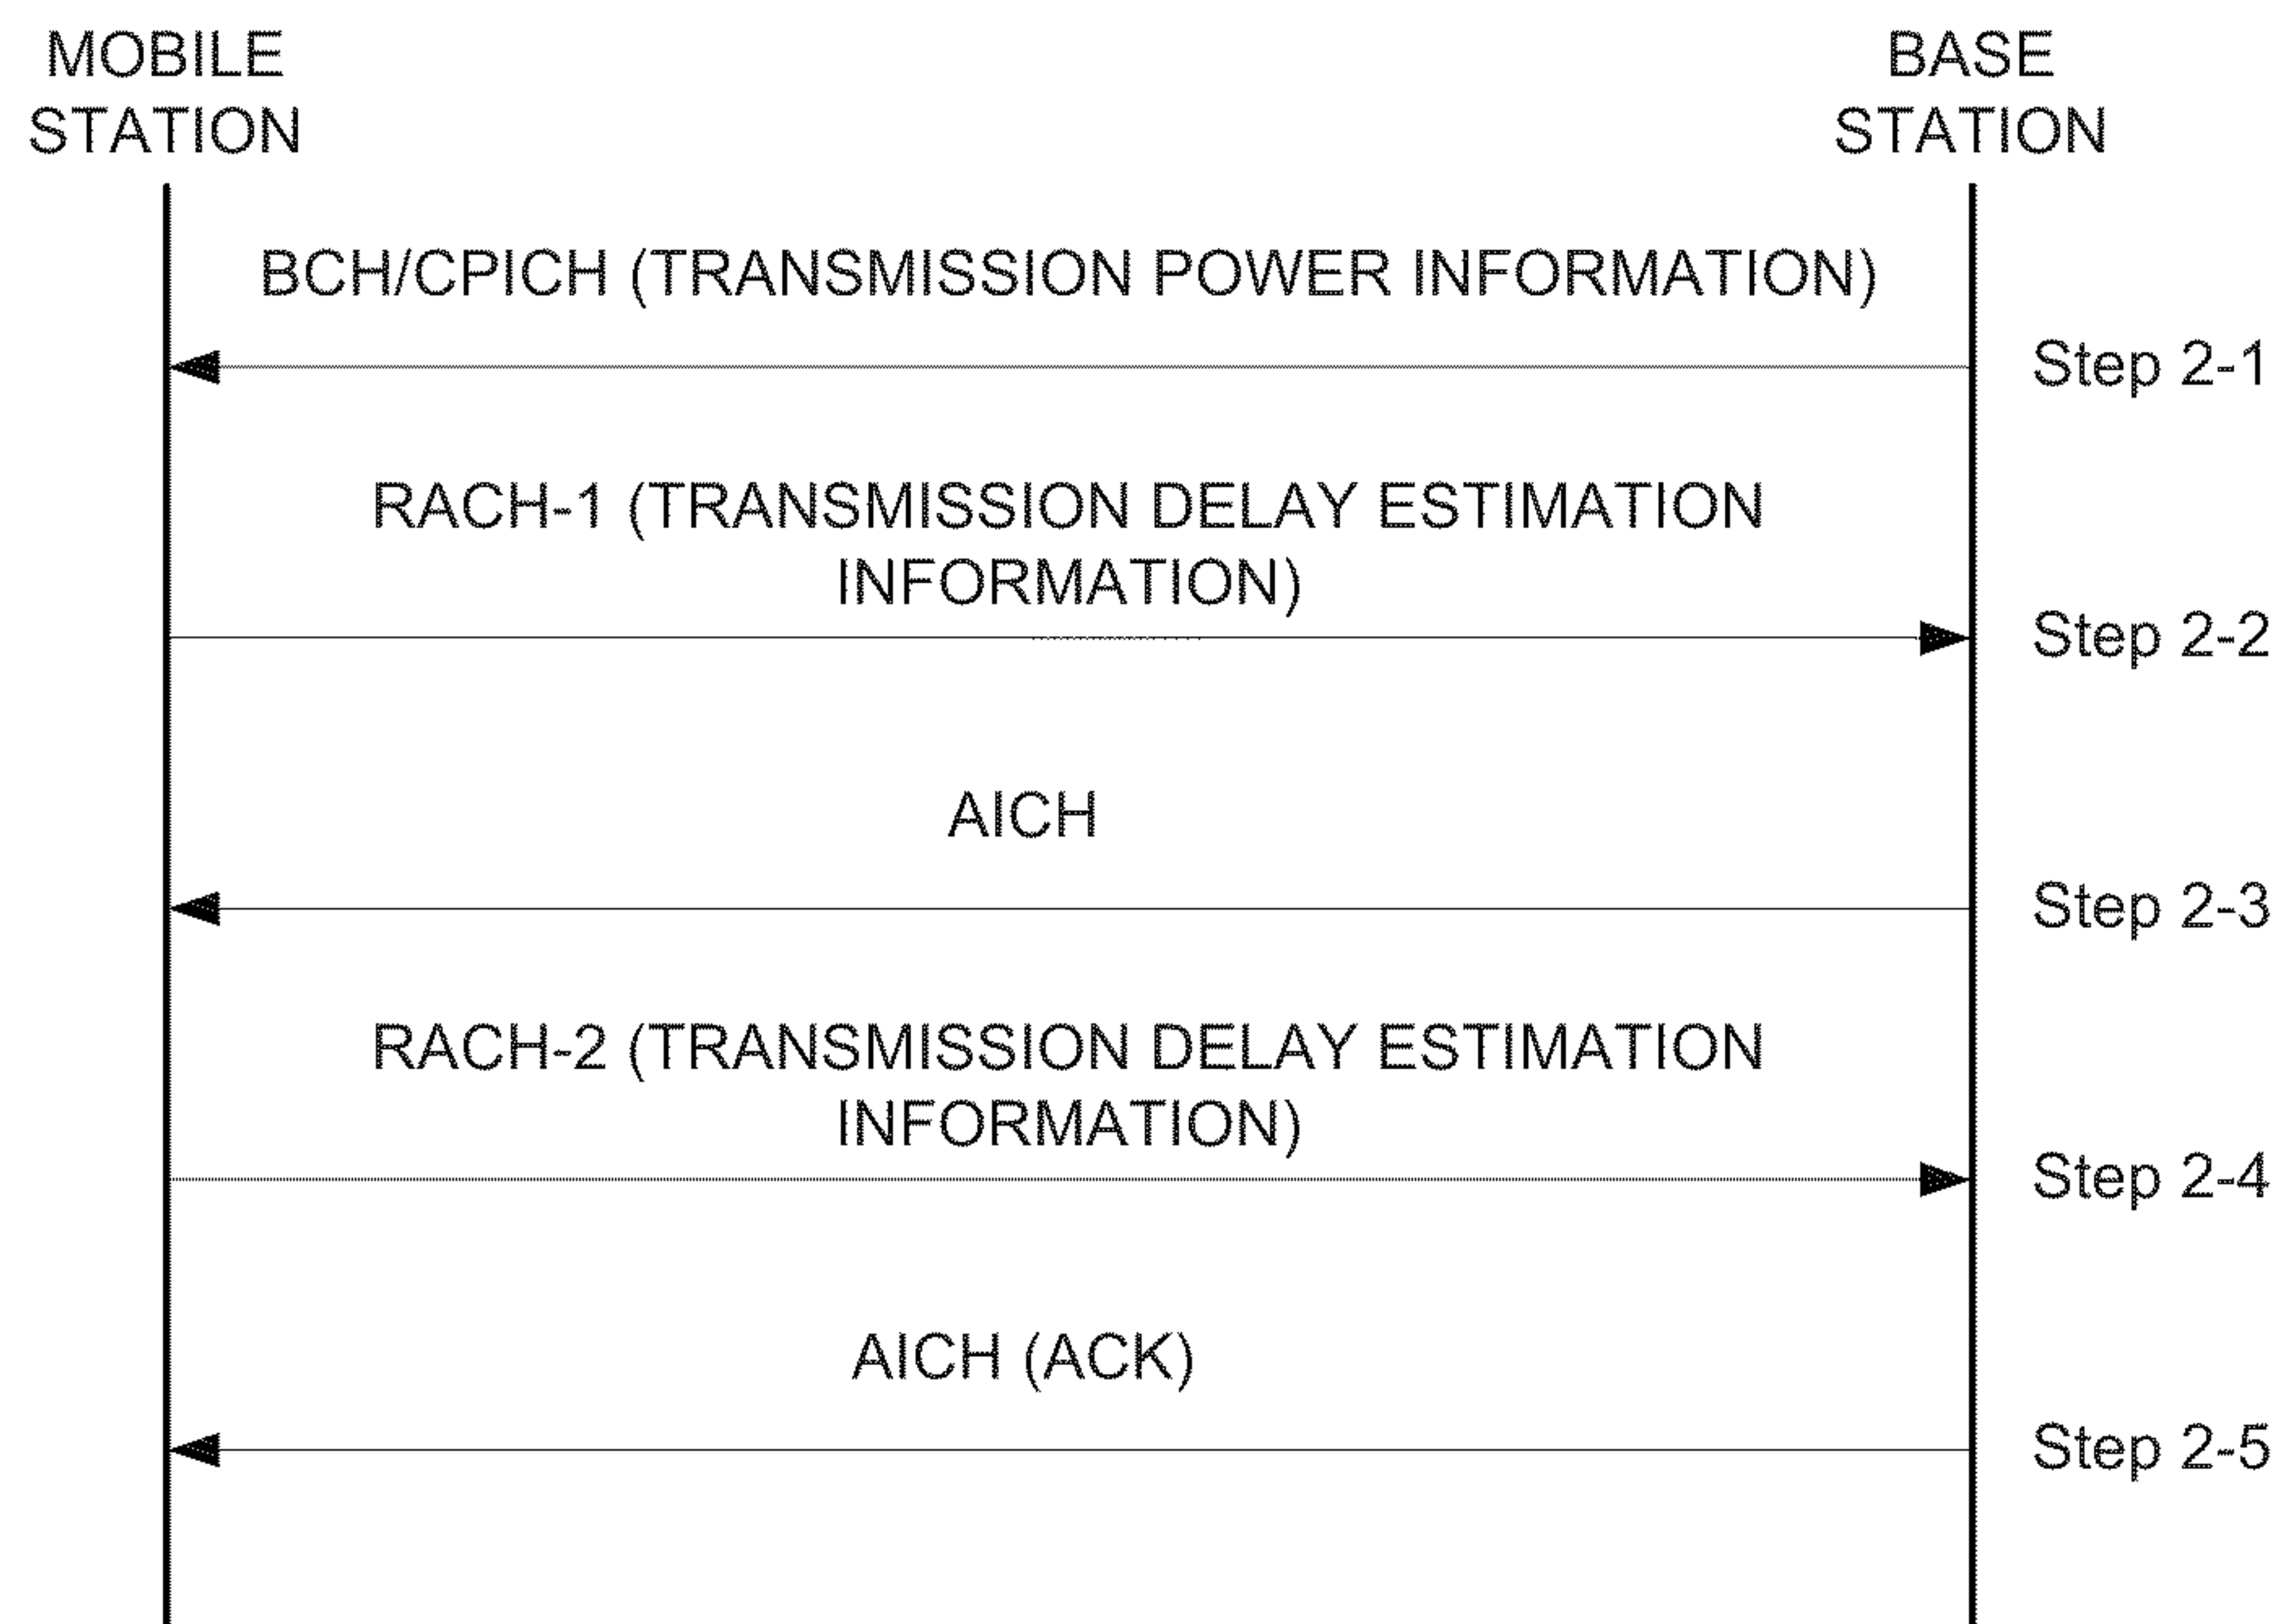 MOBILE
STATION
BASE
STATION
BCH/CPICH (TRANSMISSION POWER INFORMATION)
Step 2-1
RACH-1 (TRANSMISSION DELAY ESTIMATION
INFORMATION)
Step 2-2
AICH
Step 2-3
RACH-2 (TRANSMISSION DELAY ESTIMATION
INFORMATION)
Step 2-4
AICH (ACK)
Step 2-5